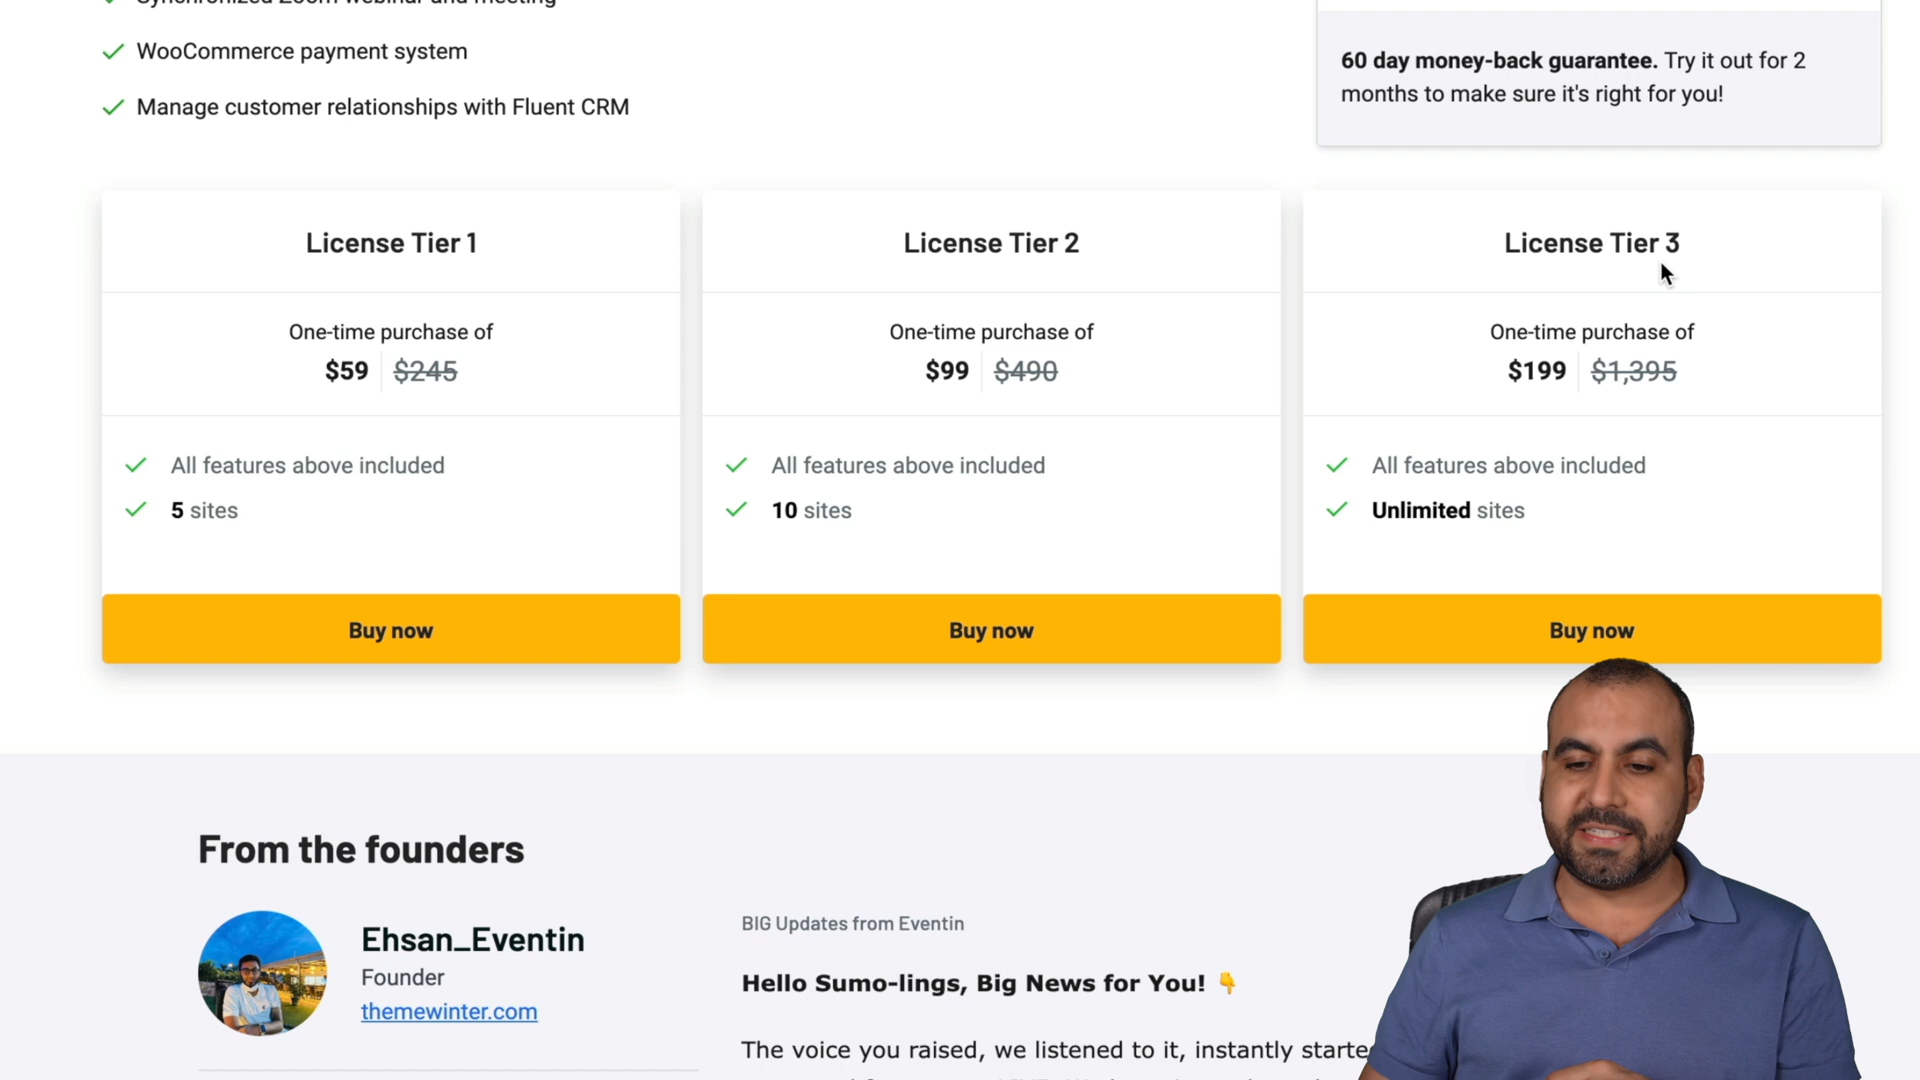 Synchronized Zoom webinar and meeting
WooCommerce payment system
Manage customer relationships with Fluent CRM
60 day money-back guarantee. Try it out for 2
months to make sure it's right for you!
License Tier 1
One-time purchase of
$59 $245
All features above included
5 sites
Buy now
License Tier 2
One-time purchase of
$99 $490
All features above included
10 sites
Buy now
License Tier 3
One-time purchase of
$199 $1,395
All features above included
Unlimited sites
Buy now
From the founders
Ehsan_Eventin
Founder
themewinter.com
BIG Updates from Eventin
Hello Sumo-lings, Big News for You! 👇
The voice you raised, we listened to it, instantly starte